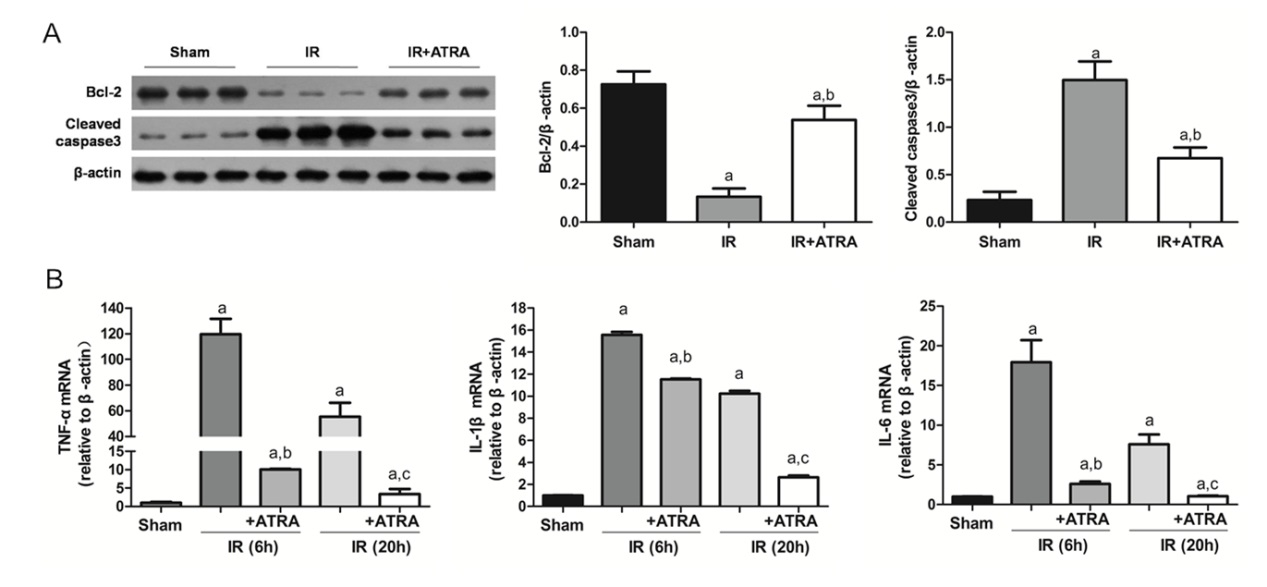 A
Sham IR IR+ATRA
Bcl-2
Cleaved
caspase3
β-actin
Bcl-2/β -actin
1.0
0.8
0.6
0.4
0.2
0.0
a
a,b
Sham IR IR+ATRA
Cleaved caspase3/β -actin
2.0
1.5
1.0
0.5
0.0
a
a,b
Sham IR IR+ATRA
B
TNF-α mRNA
(relative to β -actin)
140
120
100
80
60
40
15
10
5
0
a
a,b
a
a,c
Sham +ATRA +ATRA
IR (6h) IR (20h)
IL-1β mRNA
(relative to β -actin)
18
16
14
12
10
8
6
4
2
0
a
a,b
a
a,c
Sham +ATRA +ATRA
IR (6h) IR (20h)
IL-6 mRNA
(relative to β -actin)
25
20
15
10
5
0
a
a,b
a
a,c
Sham +ATRA +ATRA
IR (6h) IR (20h)